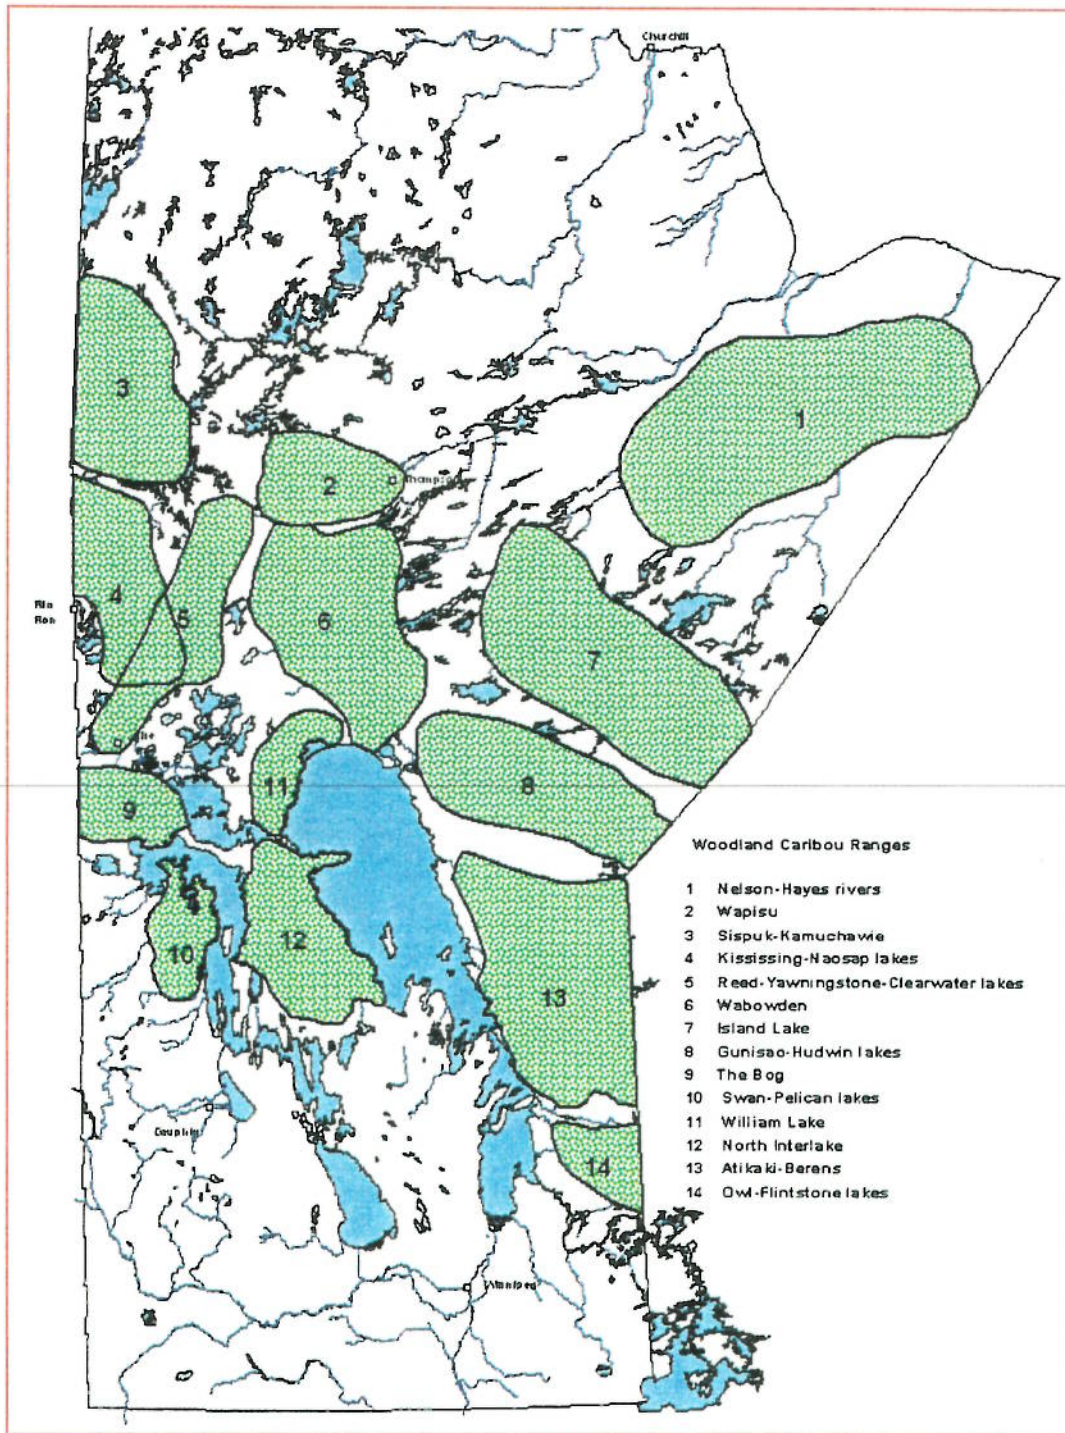 Churchill
3
1
2
4
5
6
7
11
8
9
12
10
13
14
Dauphin
Winnipeg
Woodland Caribou Ranges
1 Nelson-Hayes rivers
2 Wapisu
3 Sispuk-Kamuchawie
4 Kississing-Naosap lakes
5 Reed-Yawningstone-Clearwater lakes
6 Wabowden
7 Island Lake
8 Gunisao-Hudwin lakes
9 The Bog
10 Swan-Pelican lakes
11 William Lake
12 North Interlake
13 Atikaki-Berens
14 Owl-Flintstone lakes